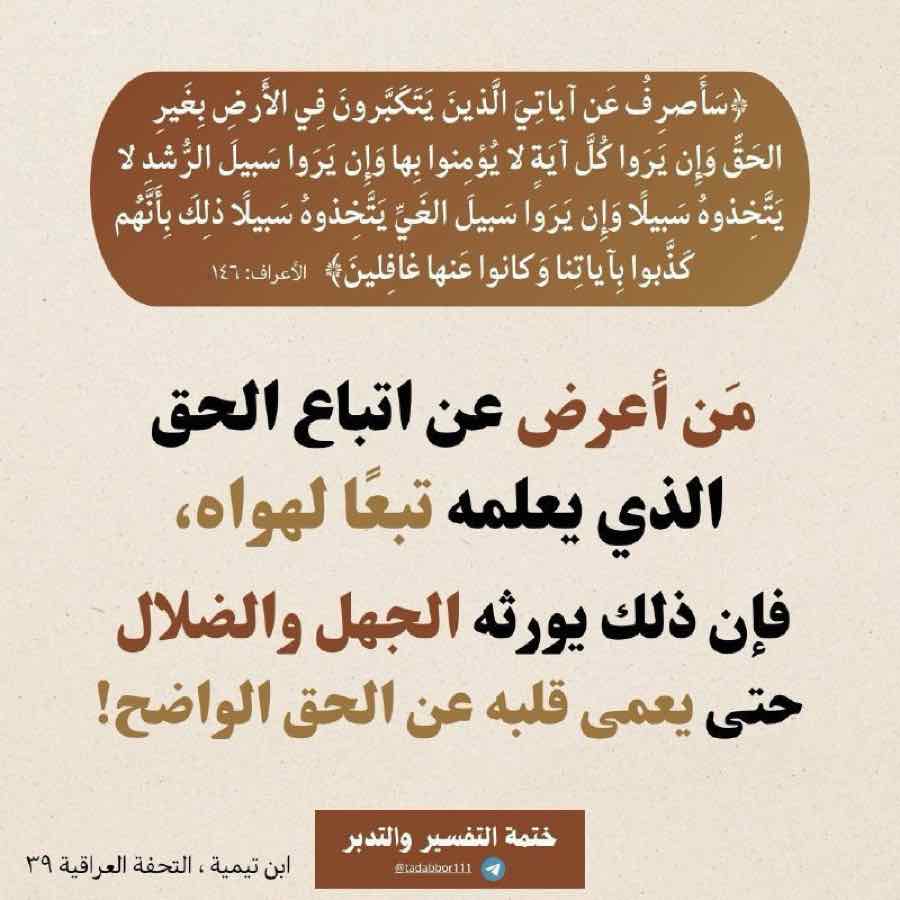 ﴿سَأَصرِفُ عَن آياتِيَ الَّذينَ يَتَكَبَّرونَ فِي الأَرضِ بِغَيرِ
الحَقِّ وَإِن يَرَوا كُلَّ آيَةٍ لا يُؤمِنوا بِها وَإِن يَرَوا سَبيلَ الرُّشدِ لا
يَتَّخِذوهُ سَبيلًا وَإِن يَرَوا سَبيلَ الغَيِّ يَتَّخِذوهُ سَبيلًا ذلِكَ بِأَنَّهُم
كَذَّبوا بِآياتِنا وَكانوا عَنها غافِلينَ﴾ الأعراف: ١٤٦
مَن أعرض عن اتباع الحق
الذي يعلمه تبعًا لهواه،
فإن ذلك يورثه الجهل والضلال
حتى يعمى قلبه عن الحق الواضح!
ختمة التفسير والتدبر
@tadabbor111
ابن تيمية ، التحفة العراقية ٣٩